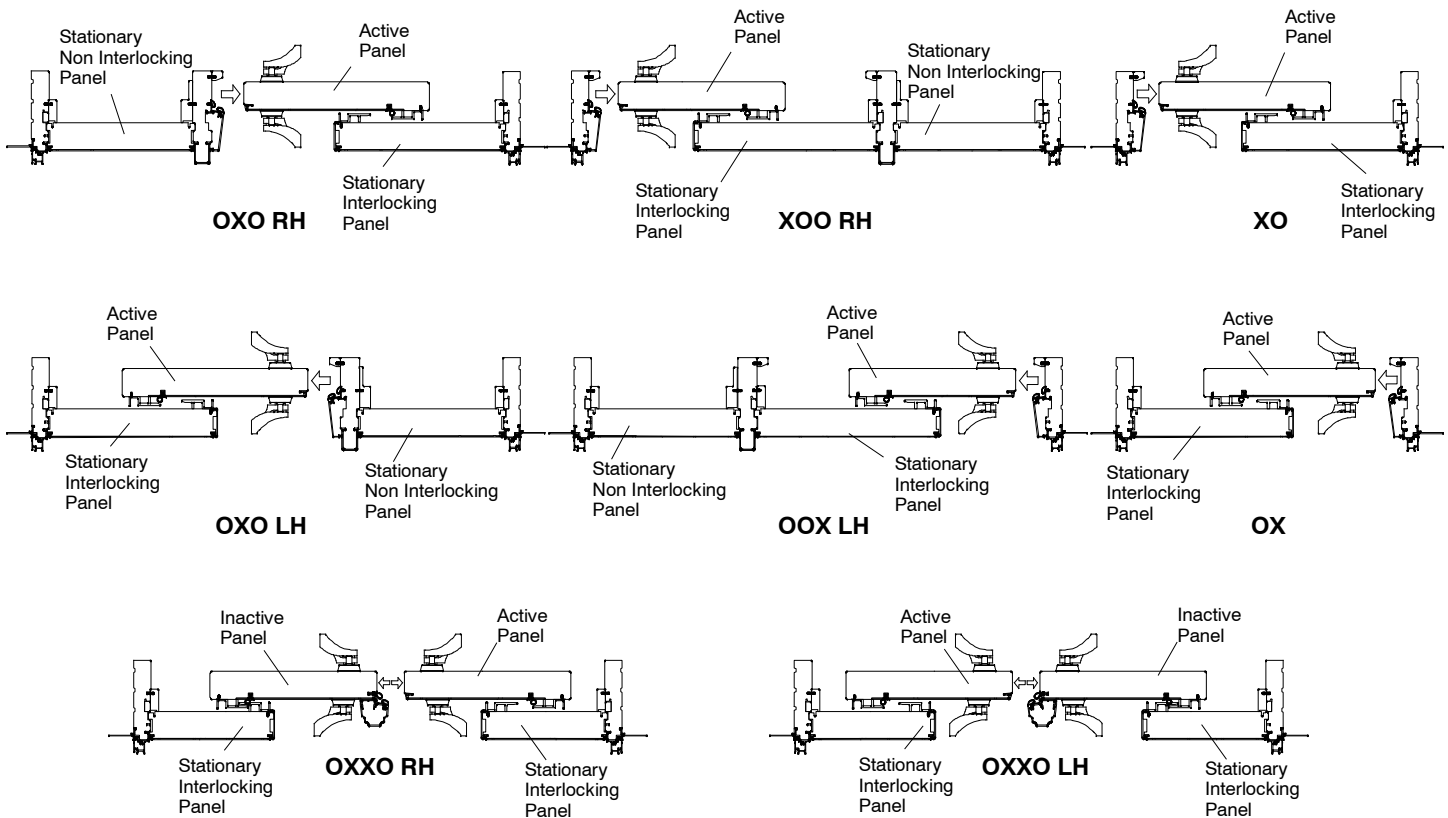 Stationary
Non Interlocking
Panel
Active
Panel
Stationary
Interlocking
Panel
OXO RH
Active
Panel
Stationary
Non Interlocking
Panel
Stationary
Interlocking
Panel
XOO RH
Active
Panel
Stationary
Interlocking
Panel
XO
Active
Panel
Stationary
Interlocking
Panel
Stationary
Non Interlocking
Panel
OXO LH
Active
Panel
Stationary
Non Interlocking
Panel
Stationary
Interlocking
Panel
OOX LH
Active
Panel
Stationary
Interlocking
Panel
OX
Inactive
Panel
Active
Panel
Stationary
Interlocking
Panel
Stationary
Interlocking
Panel
OXXO RH
Active
Panel
Inactive
Panel
Stationary
Interlocking
Panel
Stationary
Interlocking
Panel
OXXO LH